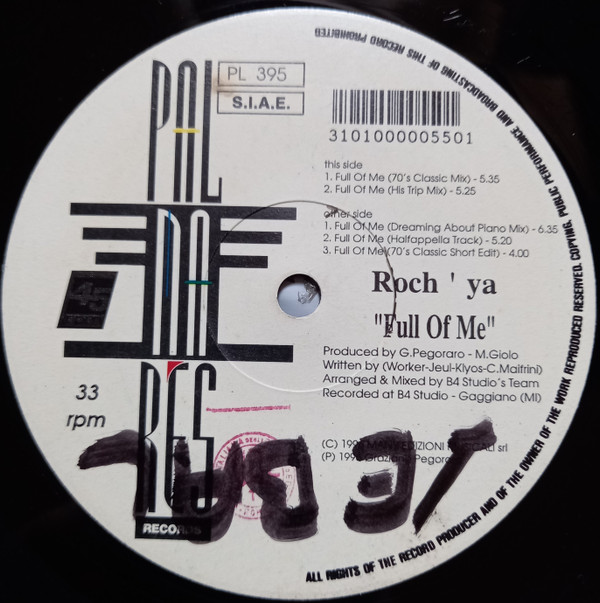 PAL
RES
RECORDS
PL 395
S.I.A.E.
3101000005501
this side
1. Full Of Me (70's Classic Mix) - 5.35
2. Full Of Me (His Trip Mix) - 5.25
other side
1. Full Of Me (Dreaming About Piano Mix) - 6.35
2. Full Of Me (Halfappella Track) - 5.20
3. Full Of Me (70's Classic Short Edit) - 4.00
45
Roch ' ya
"Full Of Me"
33
rpm
Produced by G.Pegoraro - M.Giolo
Written by (Worker-Jeul-Klyos-C.Maitrini)
Arranged & Mixed by B4 Studio's Team
Recorded at B4 Studio - Gaggiano (MI)
(C) EDIZIONI srl
(P)
ALL RIGHTS OF THE RECORD PRODUCER AND OF THE OWNER OF THE WORK REPRODUCED RESERVED. COPYING, PUBLIC PERFORMANCE AND BROADCASTING OF THIS RECORD PROHIBITED